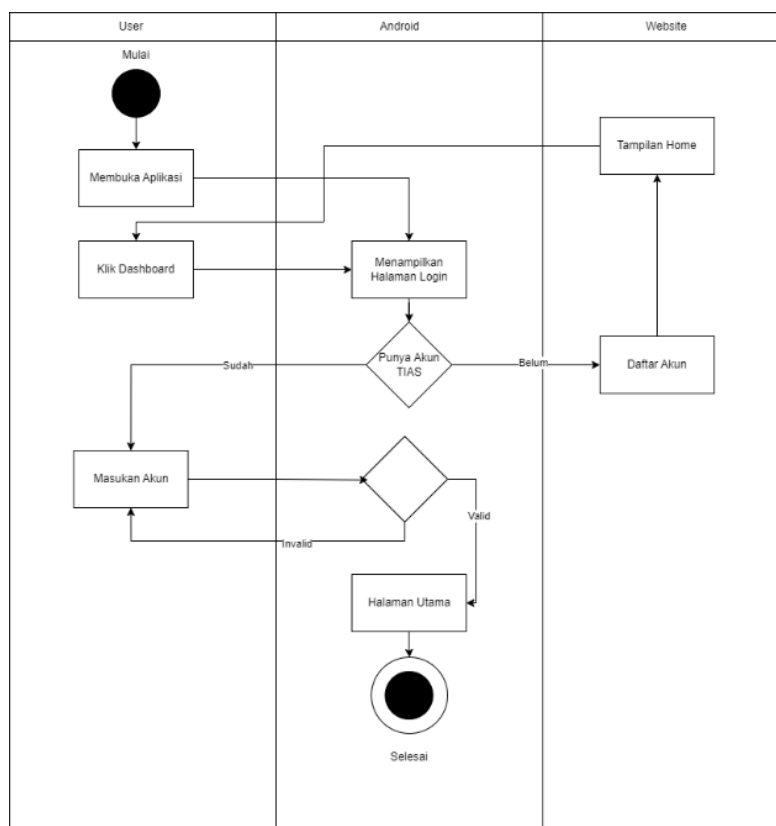 User
Android
Website
Mulai
Tampilan Home
Membuka Aplikasi
Klik Dashboard
Menampilkan
Halaman Login
Punya Akun
TIAS
Sudah
Belum
Daftar Akun
Masukan Akun
Valid
Invalid
Halaman Utama
Selesai